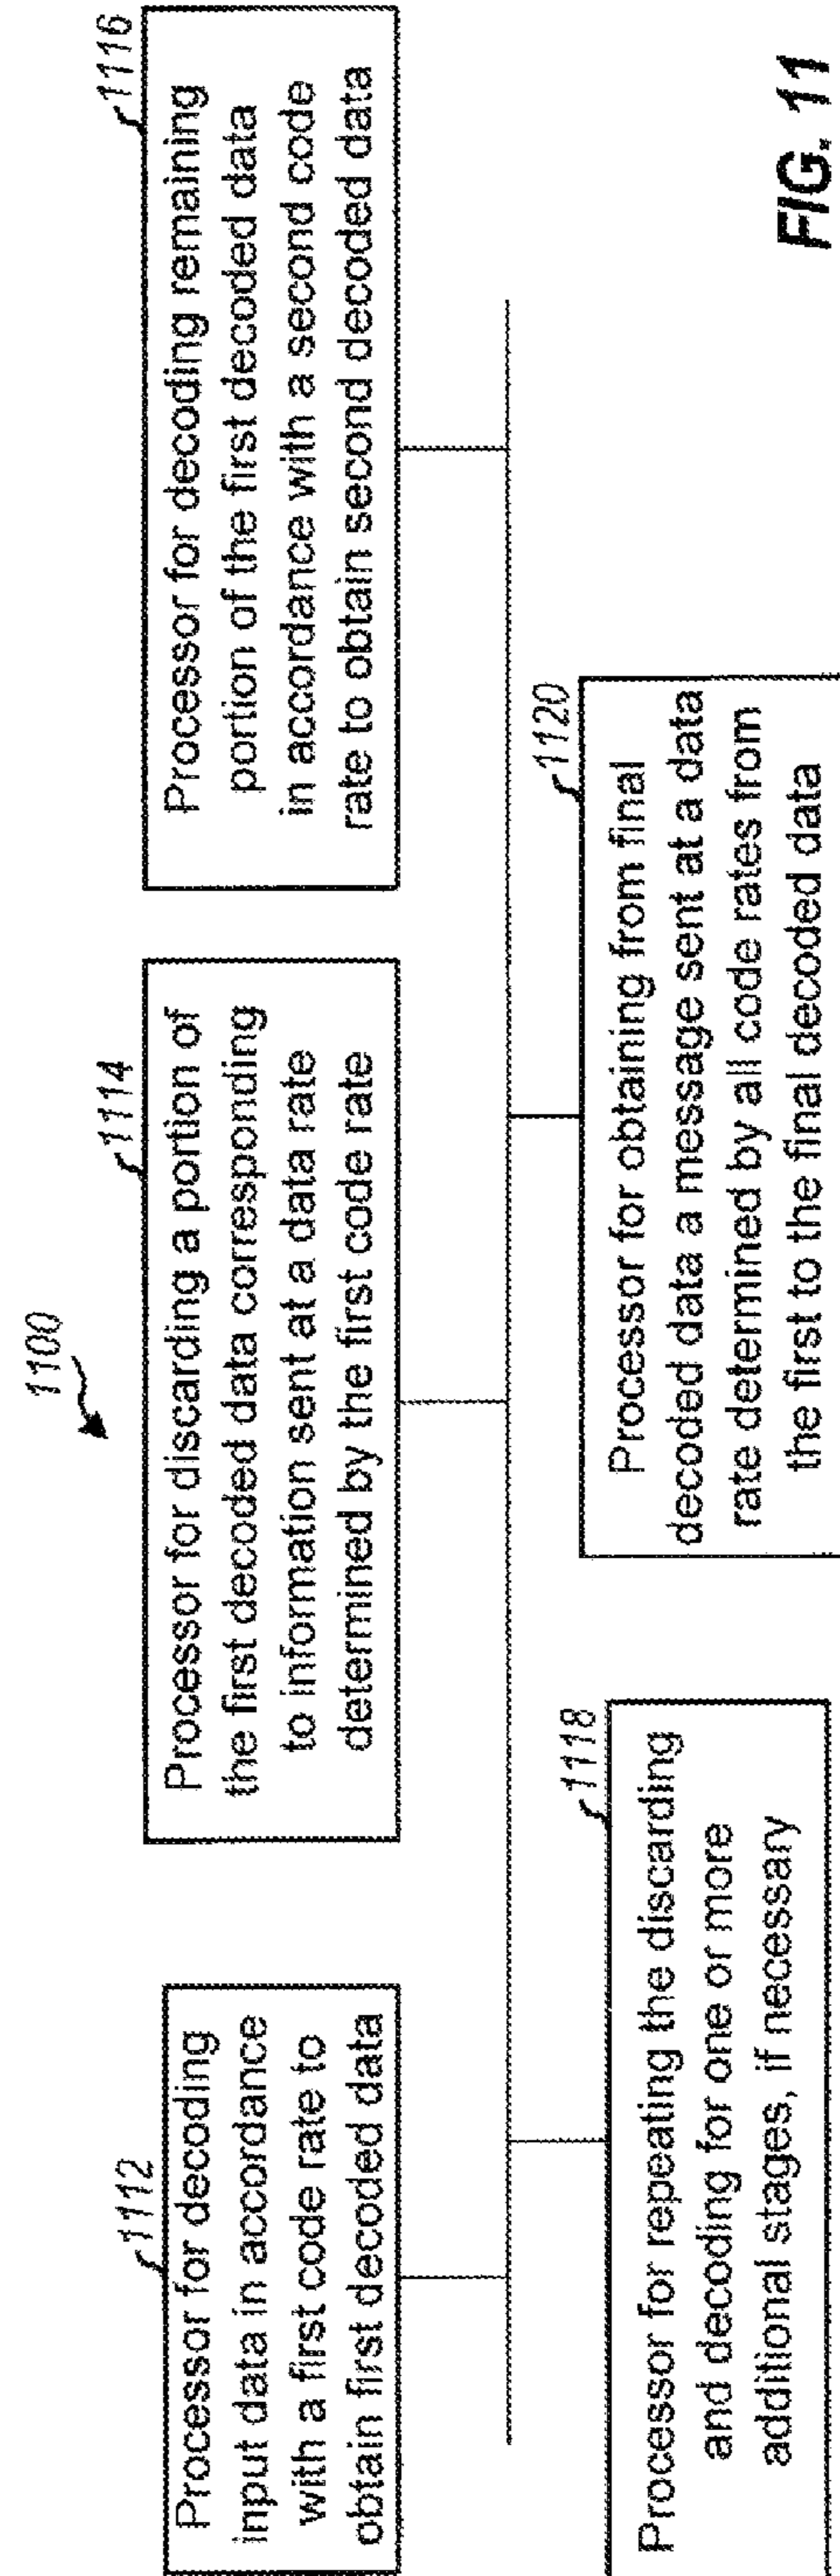 1100
1112
Processor for decoding
input data in accordance
with a first code rate to
obtain first decoded data
1114
Processor for discarding a portion of
the first decoded data corresponding
to information sent at a data rate
determined by the first code rate
1116
Processor for decoding remaining
portion of the first decoded data
in accordance with a second code
rate to obtain second decoded data
1118
Processor for repeating the discarding
and decoding for one or more
additional stages, if necessary
1120
Processor for obtaining from final
decoded data a message sent at a data
rate determined by all code rates from
the first to the final decoded data
FIG. 11